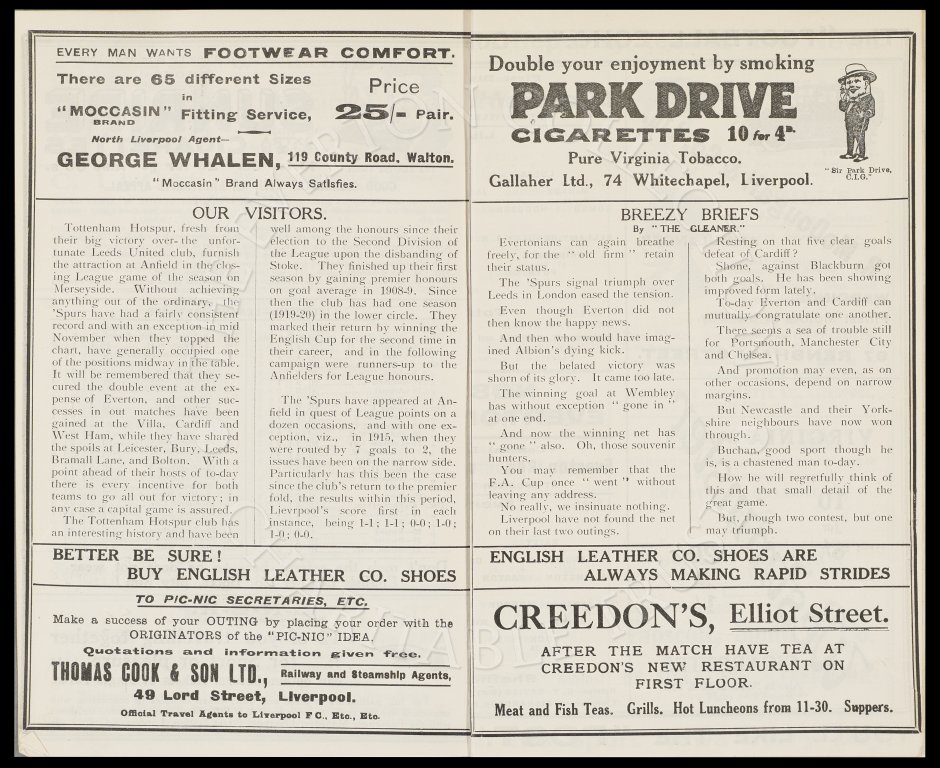 EVERY MAN WANTS FOOTWEAR COMFORT.
There are 65 different Sizes
in
"MOCCASIN" Fitting Service,
BRAND
Price
25/- Pair.
North Liverpool Agent—
GEORGE WHALEN, 119 County Road, Walton.
"Moccasin" Brand Always Satisfies.
OUR VISITORS.
Tottenham Hotspur, fresh from
their big victory over the unfor-
tunate Leeds United club, furnish
the attraction at Anfield in the clos-
ing League game of the season on
Merseyside. Without achieving
anything out of the ordinary, the
'Spurs have had a fairly consistent
record and with an exception in mid
November when they topped the
chart, have generally occupied one
of the positions midway in the table.
It will be remembered that they se-
cured the double event at the ex-
pense of Everton, and other suc-
cesses in out matches have been
gained at the Villa, Cardiff and
West Ham, while they have shared
the spoils at Leicester, Bury, Leeds,
Bramall Lane, and Bolton. With a
point ahead of their hosts of to-day
there is every incentive for both
teams to go all out for victory; in
any case a capital game is assured.
The Tottenham Hotspur club has
an interesting history and have been
well among the honours since their
election to the Second Division of
the League upon the disbanding of
Stoke. They finished up their first
season by gaining premier honours
on goal average in 1908-9. Since
then the club has had one season
(1919-20) in the lower circle. They
marked their return by winning the
English Cup for the second time in
their career, and in the following
campaign were runners-up to the
Anfielders for League honours.
The 'Spurs have appeared at An-
field in quest of League points on a
dozen occasions, and with one ex-
ception, viz., in 1915, when they
were routed by 7 goals to 2, the
issues have been on the narrow side.
Particularly has this been the case
since the club's return to the premier
fold, the results within this period,
Lievrpol's score first in each
instance, being 1-1; 1-1; 0-0; 1-0;
1-0; 0-0.
BETTER BE SURE!
BUY ENGLISH LEATHER CO. SHOES
TO PIC-NIC SECRETARIES, ETC.
Make a success of your OUTING by placing your order with the
ORIGINATORS of the "PIC-NIC" IDEA.
Quotations and information given free.
THOMAS COOK & SON LTD., Railway and Steamship Agents,
49 Lord Street, Liverpool.
Official Travel Agents to Liverpool F C., Etc., Etc.
Double your enjoyment by smoking
PARK DRIVE
CIGARETTES 10 for 4D.
Pure Virginia Tobacco.
Gallaher Ltd., 74 Whitechapel, Liverpool.
"Sir Park Drive,
C.I.G."
BREEZY BRIEFS
By "THE GLEANER."
Evertonians can again breathe
freely, for the "old firm" retain
their status.
The 'Spurs signal triumph over
Leeds in London eased the tension.
Even though Everton did not
then know the happy news.
And then who would have imag-
ined Albion's dying kick.
But the belated victory was
shorn of its glory. It came too late.
The winning goal at Wembley
has without exception "gone in"
at one end.
And now the winning net has
"gone" also. Oh, those souvenir
hunters.
You may remember that the
F.A. Cup once "went" without
leaving any address.
No really, we insinuate nothing.
Liverpool have not found the net
on their last two outings.
Resting on that five clear goals
defeat of Cardiff?
Shone, against Blackburn got
both goals. He has been showing
improved form lately.
To-day Everton and Cardiff can
mutually congratulate one another.
There seems a sea of trouble still
for Portsmouth, Manchester City
and Chelsea.
And promotion may even, as on
other occasions, depend on narrow
margins.
But Newcastle and their York-
shire neighbours have now won
through.
Buchan, good sport though he
is, is a chastened man to-day.
How he will regretfully think of
this and that small detail of the
great game.
But, though two contest, but one
may triumph.
ENGLISH LEATHER CO. SHOES ARE
ALWAYS MAKING RAPID STRIDES
CREEDON'S, Elliot Street.
AFTER THE MATCH HAVE TEA AT
CREEDON'S NEW RESTAURANT ON
FIRST FLOOR.
Meat and Fish Teas. Grills. Hot Luncheons from 11-30. Suppers.